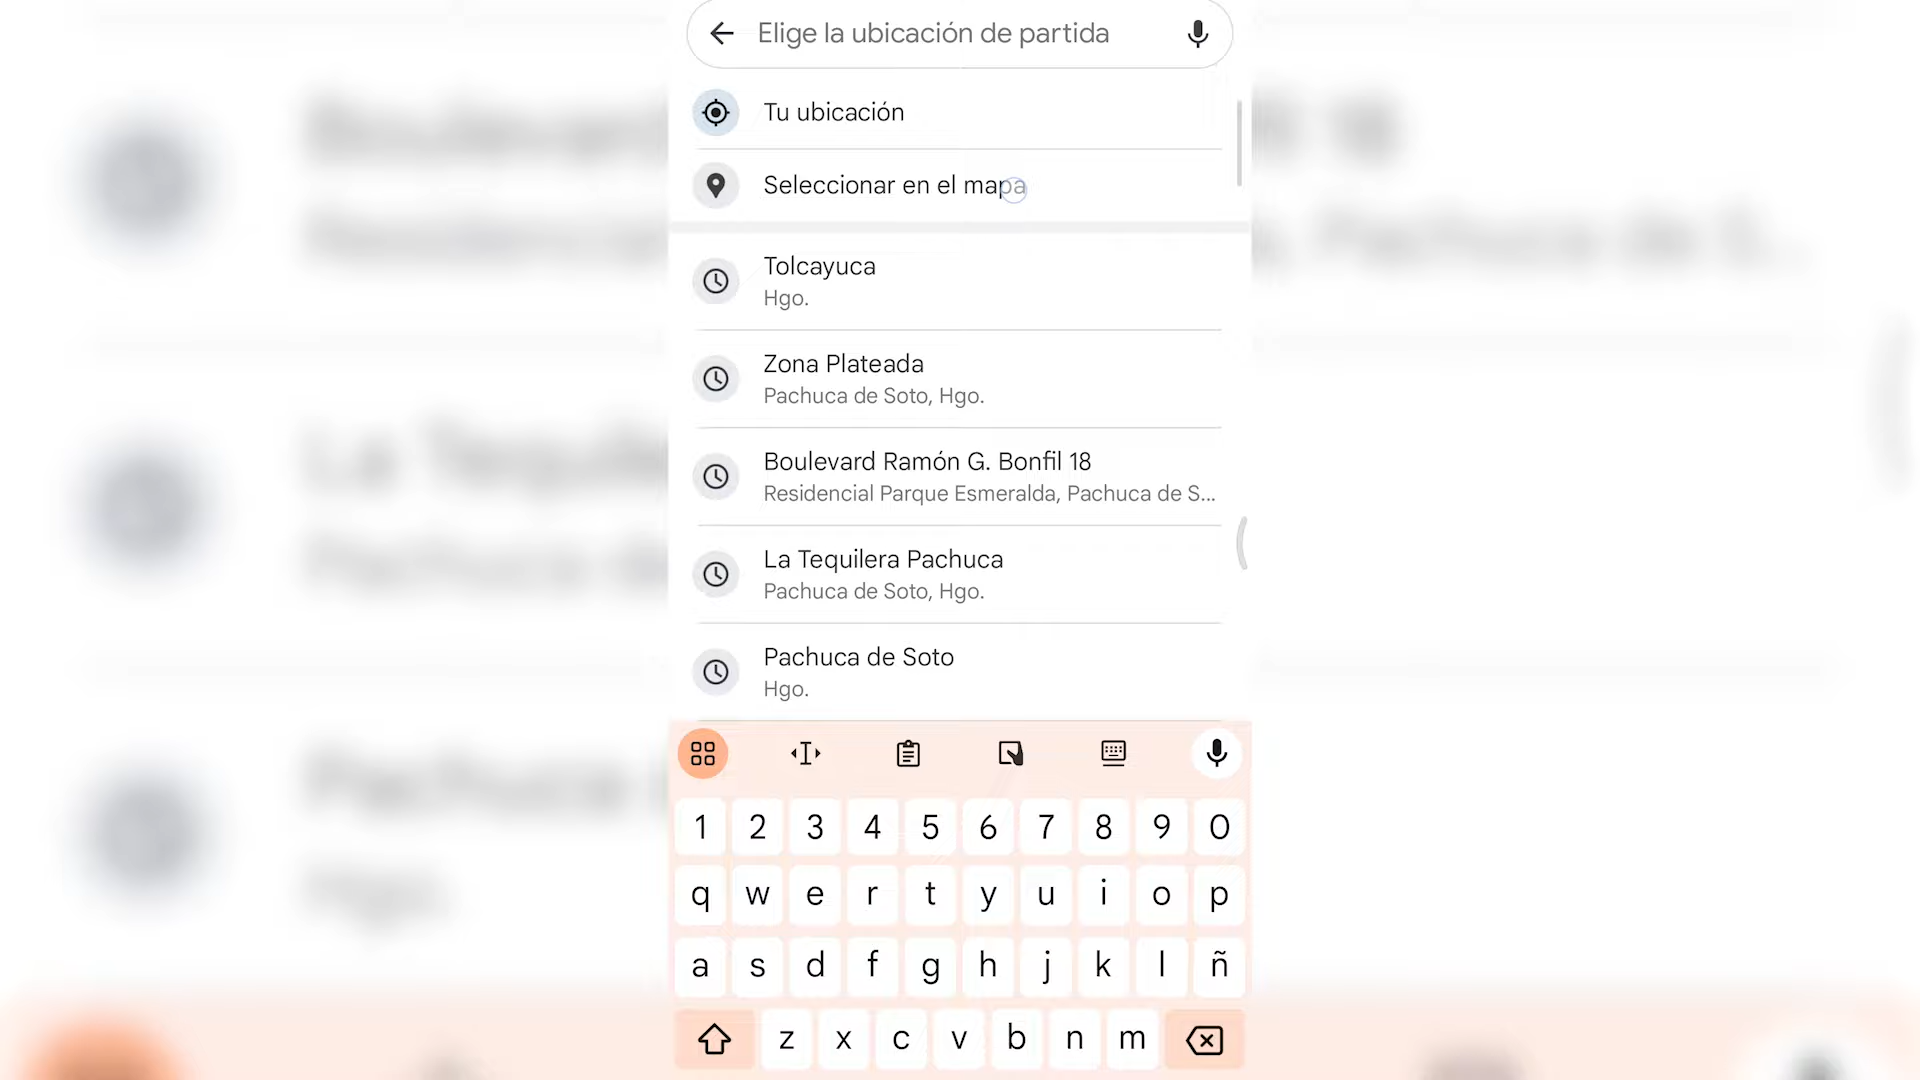 Elige la ubicación de partida
Tu ubicación
Seleccionar en el mapa
Tolcayuca
Hgo.
Zona Plateada
Pachuca de Soto, Hgo.
Boulevard Ramón G. Bonfil 18
Residencial Parque Esmeralda, Pachuca de S...
La Tequilera Pachuca
Pachuca de Soto, Hgo.
Pachuca de Soto
Hgo.
1 2 3 4 5 6 7 8 9 0
q w e r t y u i o p
a s d f g h j k l ñ
z x c v b n m